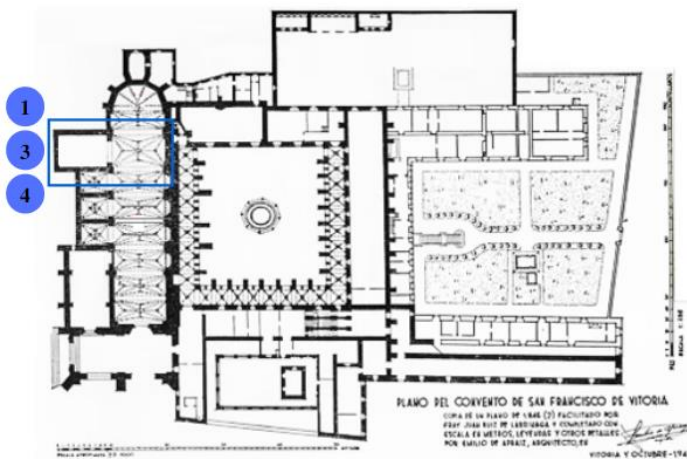 1
3
4
PLANO DEL CONVENTO DE SAN FRANCISCO DE VITORIA
COPIA DE UN PLANO DE 1.846 (?) FACILITADO POR
FRAY JUAN RUIZ DE LARRINAGA Y COMPLETADO CON
ESCALA EN METROS, LEYENDAS Y OTROS DETALLES
POR EMILIO DE APRAIZ, ARQUITECTO, EN
VITORIA Y OCTUBRE-194